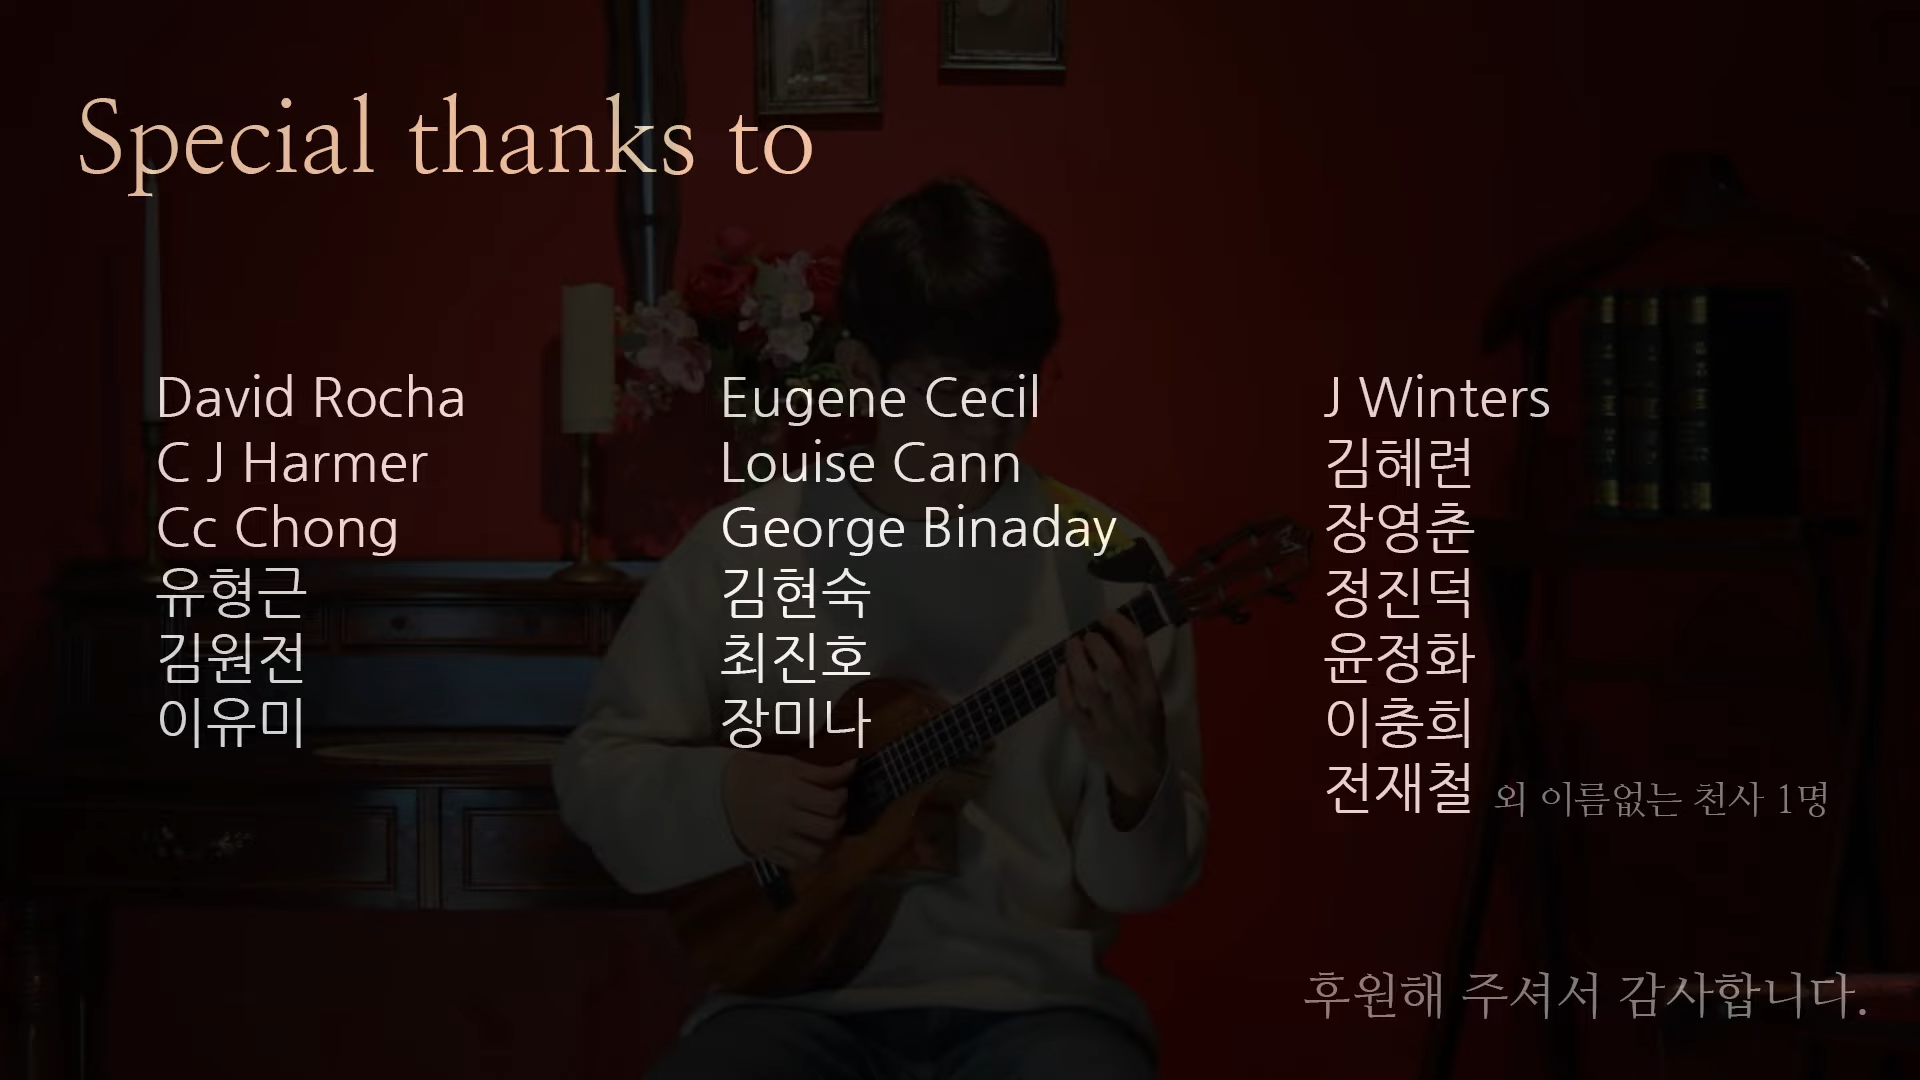 Special thanks to
David Rocha
C J Harmer
Cc Chong
유형근
김원전
이유미
Eugene Cecil
Louise Cann
George Binaday
김현숙
최진호
장미나
J Winters
김혜련
장영춘
정진덕
윤정화
이충희
전재철 외 이름없는 천사 1명
후원해 주셔서 감사합니다.